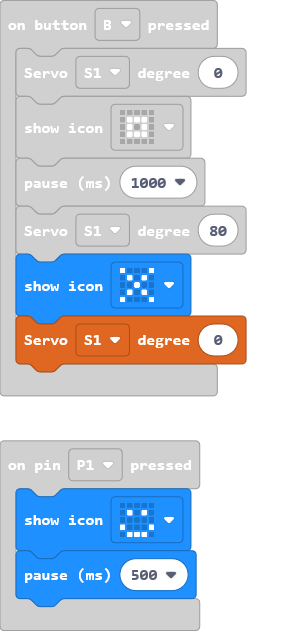 on button B pressed
Servo S1 degree 0
show icon
pause (ms) 1000
Servo S1 degree 80
show icon
Servo S1 degree 0
on pin P1 pressed
show icon
pause (ms) 500